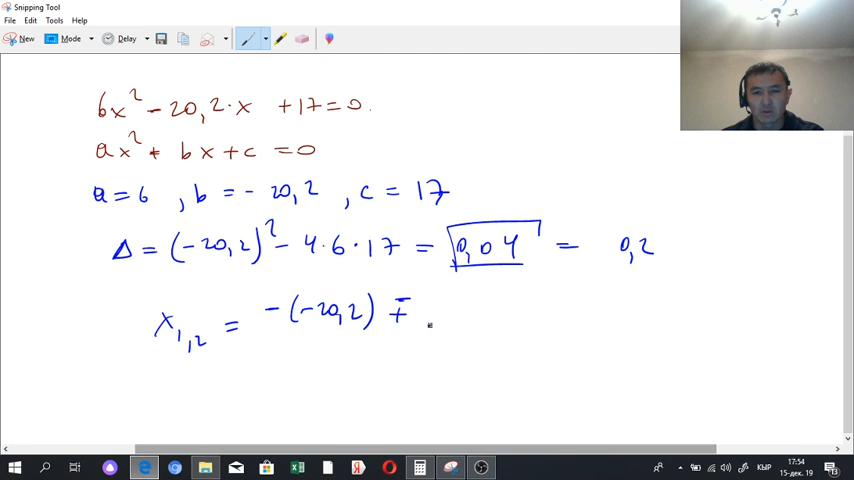 Snipping Tool
File Edit Tools Help
New Mode Delay
6x² - 20,2·x + 17 = 0.
ax² + bx + c = 0
a = 6 , b = - 20,2 , c = 17
Δ = (-20,2)² - 4·6·17 = 0,04 = 0,2
x₁,₂ = -(-20,2) ∓
КЫР
17:54
15-дек. 19
13